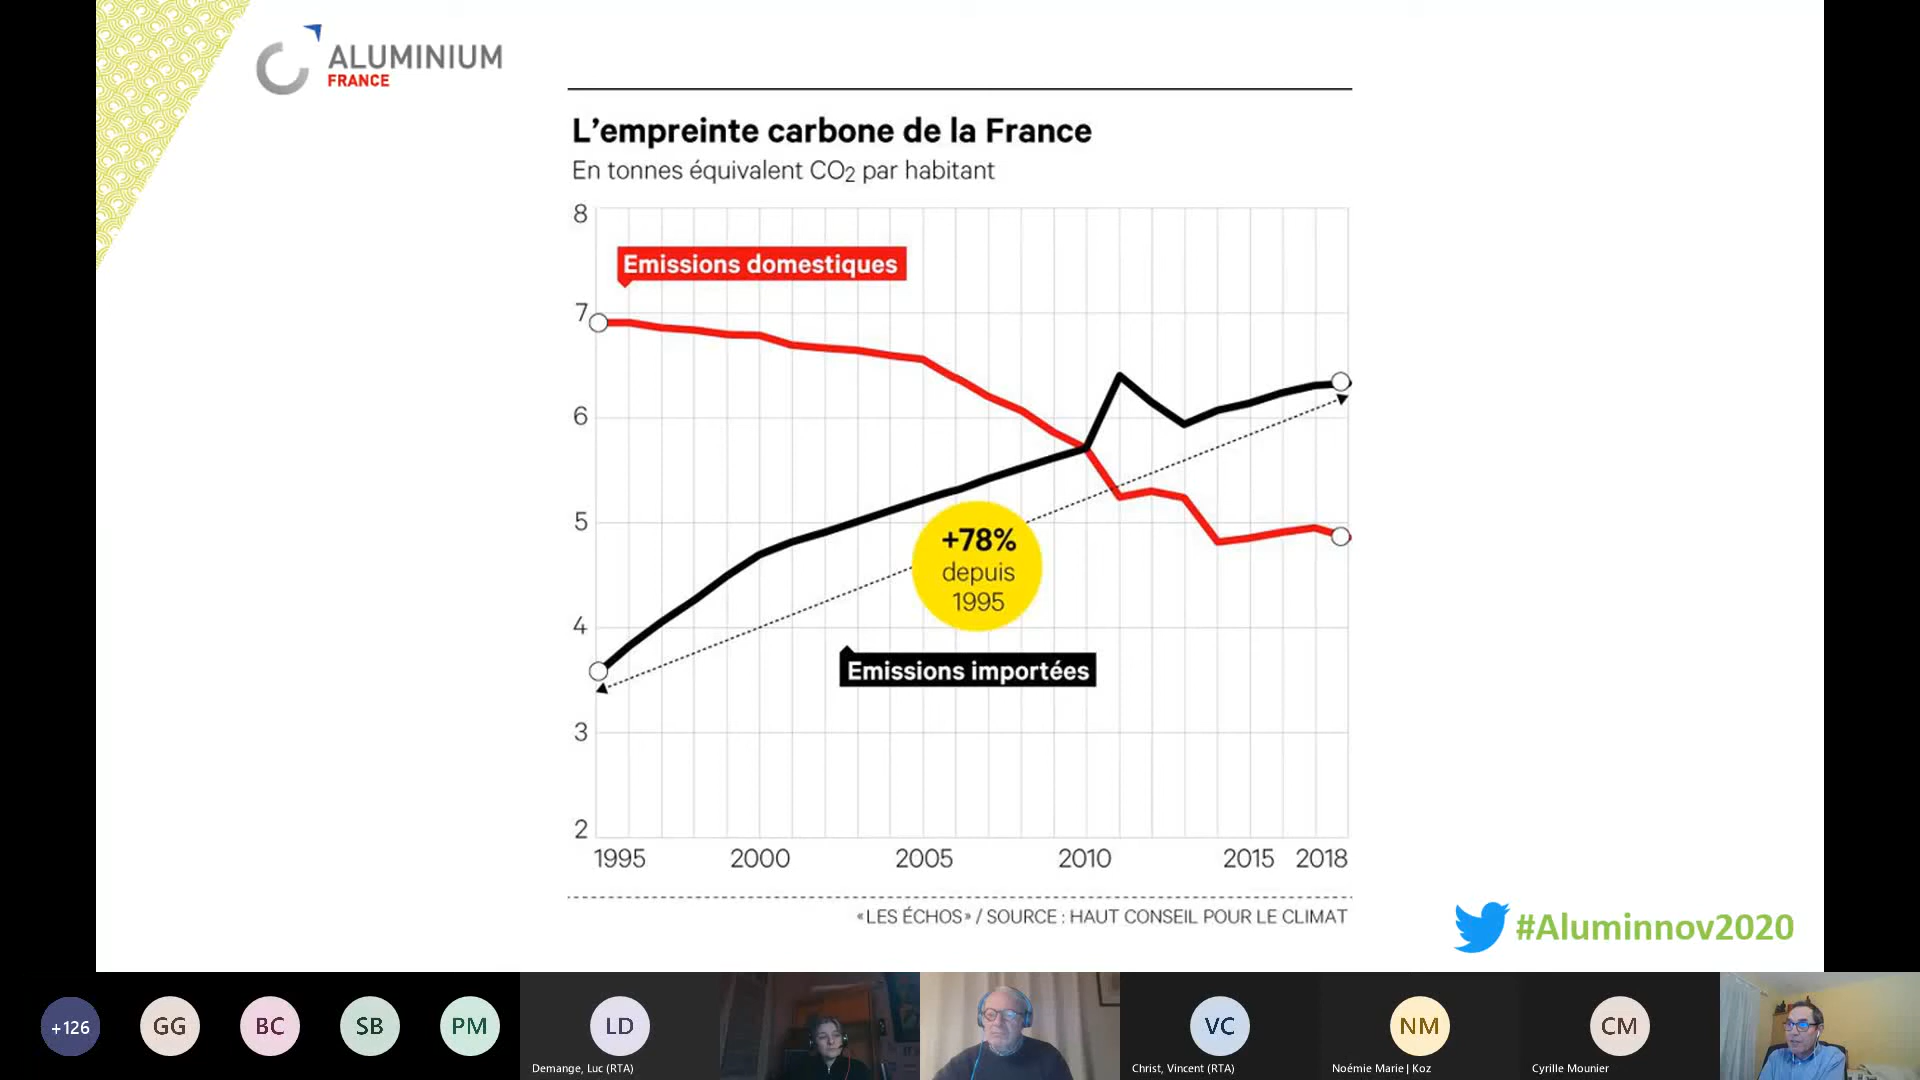 ALUMINIUM
FRANCE
L’empreinte carbone de la France
En tonnes équivalent CO2 par habitant
8
Emissions domestiques
7
6
5
+78%
depuis
1995
4
Emissions importées
3
2
1995 2000 2005 2010 2015 2018
«LES ÉCHOS» / SOURCE : HAUT CONSEIL POUR LE CLIMAT
#Aluminnov2020
+126 GG BC SB PM LD VC NM CM
Demange, Luc (RTA) Christ, Vincent (RTA) Noémie Marie | Koz Cyrille Mounier